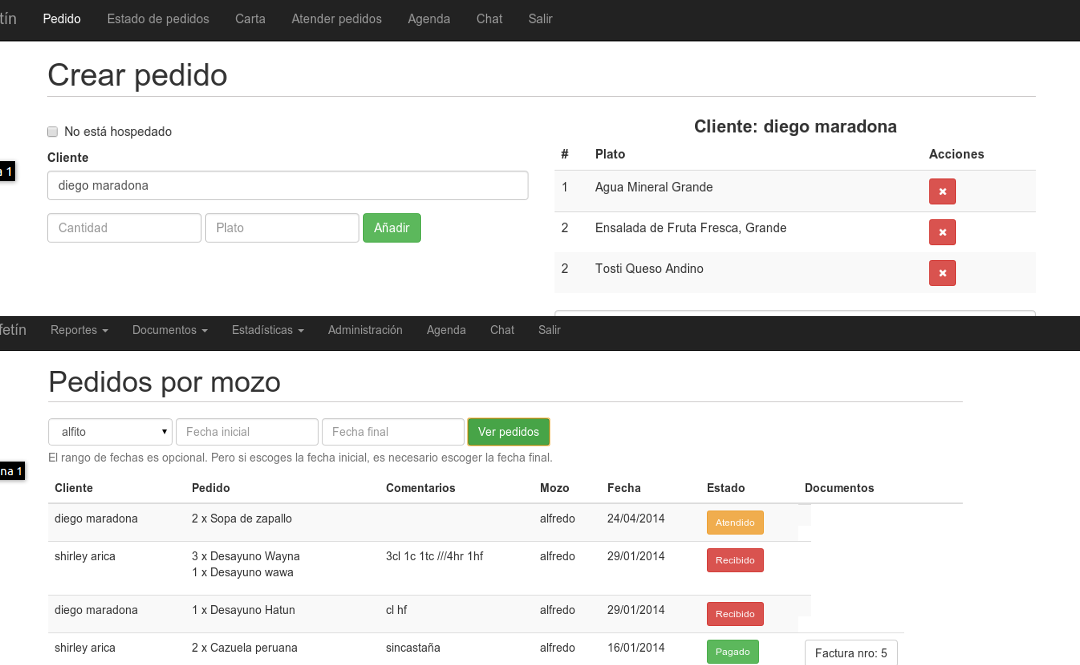 tín Pedido Estado de pedidos Carta Atender pedidos Agenda Chat Salir
Crear pedido
No está hospedado
Cliente
diego maradona
Cantidad Plato Añadir
a 1
Cliente: diego maradona
# Plato Acciones
1 Agua Mineral Grande
2 Ensalada de Fruta Fresca, Grande
2 Tosti Queso Andino
fetín Reportes Documentos Estadísticas Administración Agenda Chat Salir
Pedidos por mozo
alfito Fecha inicial Fecha final Ver pedidos
El rango de fechas es opcional. Pero si escoges la fecha inicial, es necesario escoger la fecha final.
na 1
Cliente Pedido Comentarios Mozo Fecha Estado Documentos
diego maradona 2 x Sopa de zapallo alfredo 24/04/2014 Atendido
shirley arica 3 x Desayuno Wayna 3cl 1c 1tc ///4hr 1hf alfredo 29/01/2014 Recibido
1 x Desayuno wawa
diego maradona 1 x Desayuno Hatun cl hf alfredo 29/01/2014 Recibido
shirley arica 2 x Cazuela peruana sincastaña alfredo 16/01/2014 Pagado Factura nro: 5